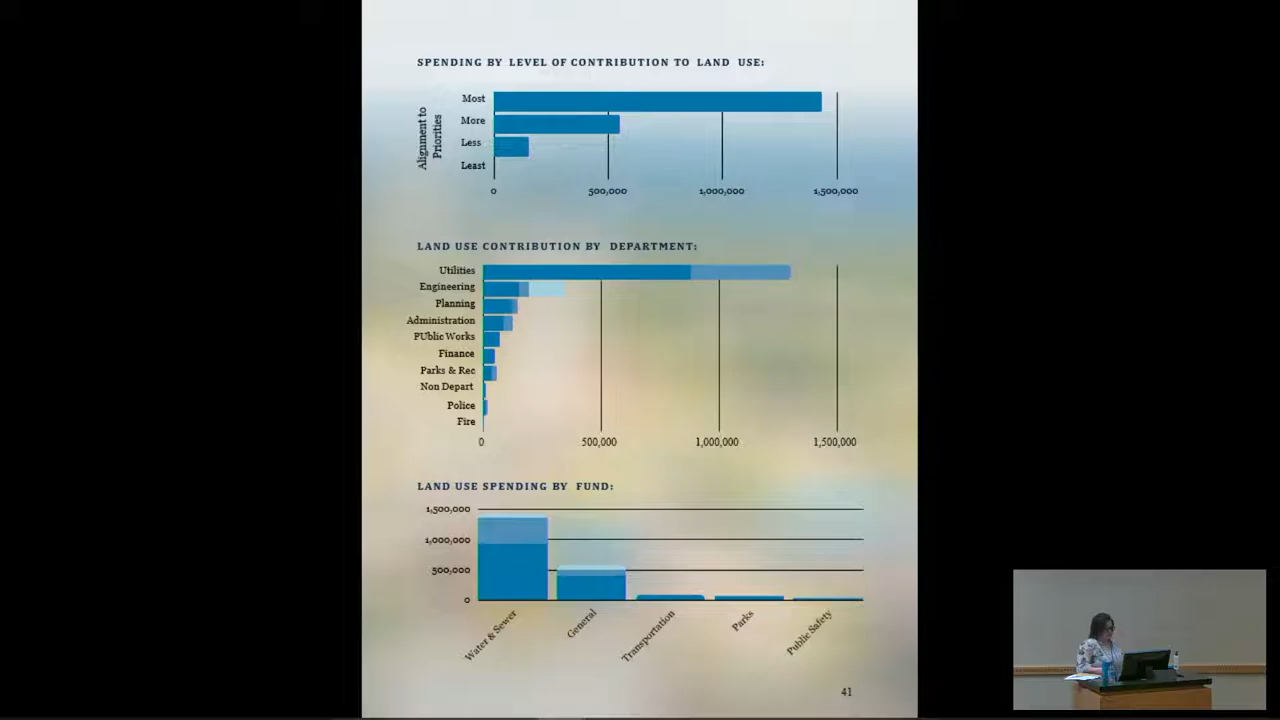 SPENDING BY LEVEL OF CONTRIBUTION TO LAND USE:
Alignment to
Priorities
Most
More
Less
Least
0
500,000
1,000,000
1,500,000
LAND USE CONTRIBUTION BY DEPARTMENT:
Utilities
Engineering
Planning
Administration
PUblic Works
Finance
Parks & Rec
Non Depart
Police
Fire
0
500,000
1,000,000
1,500,000
LAND USE SPENDING BY FUND:
1,500,000
1,000,000
500,000
0
Water & Sewer
General
Transportation
Parks
Public Safety
41